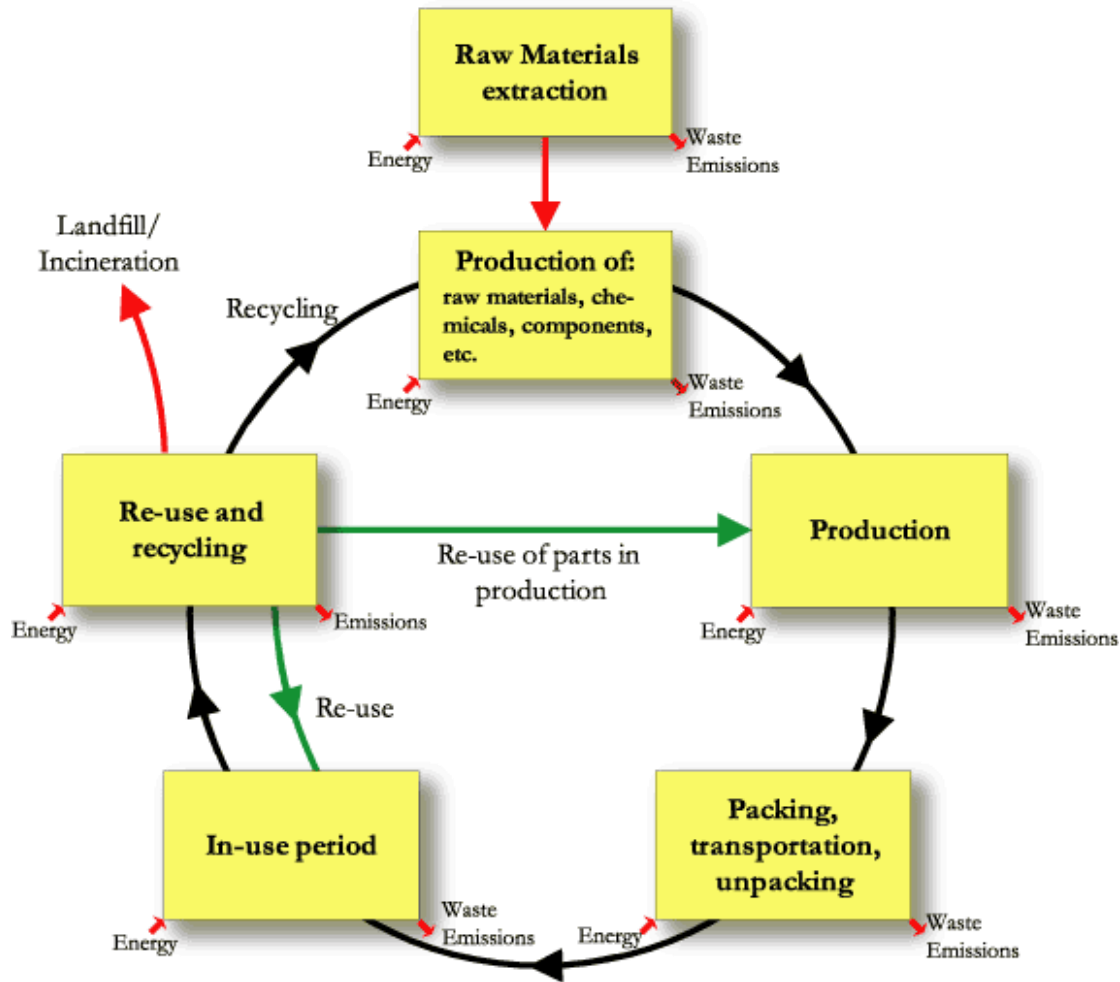 Raw Materials
extraction
Energy
Waste
Emissions
Landfill/
Incineration
Recycling
Production of:
raw materials, che-
micals, components,
etc.
Energy
Waste
Emissions
Re-use and
recycling
Energy
Emissions
Re-use of parts in
production
Production
Energy
Waste
Emissions
Re-use
In-use period
Energy
Waste
Emissions
Packing,
transportation,
unpacking
Energy
Waste
Emissions